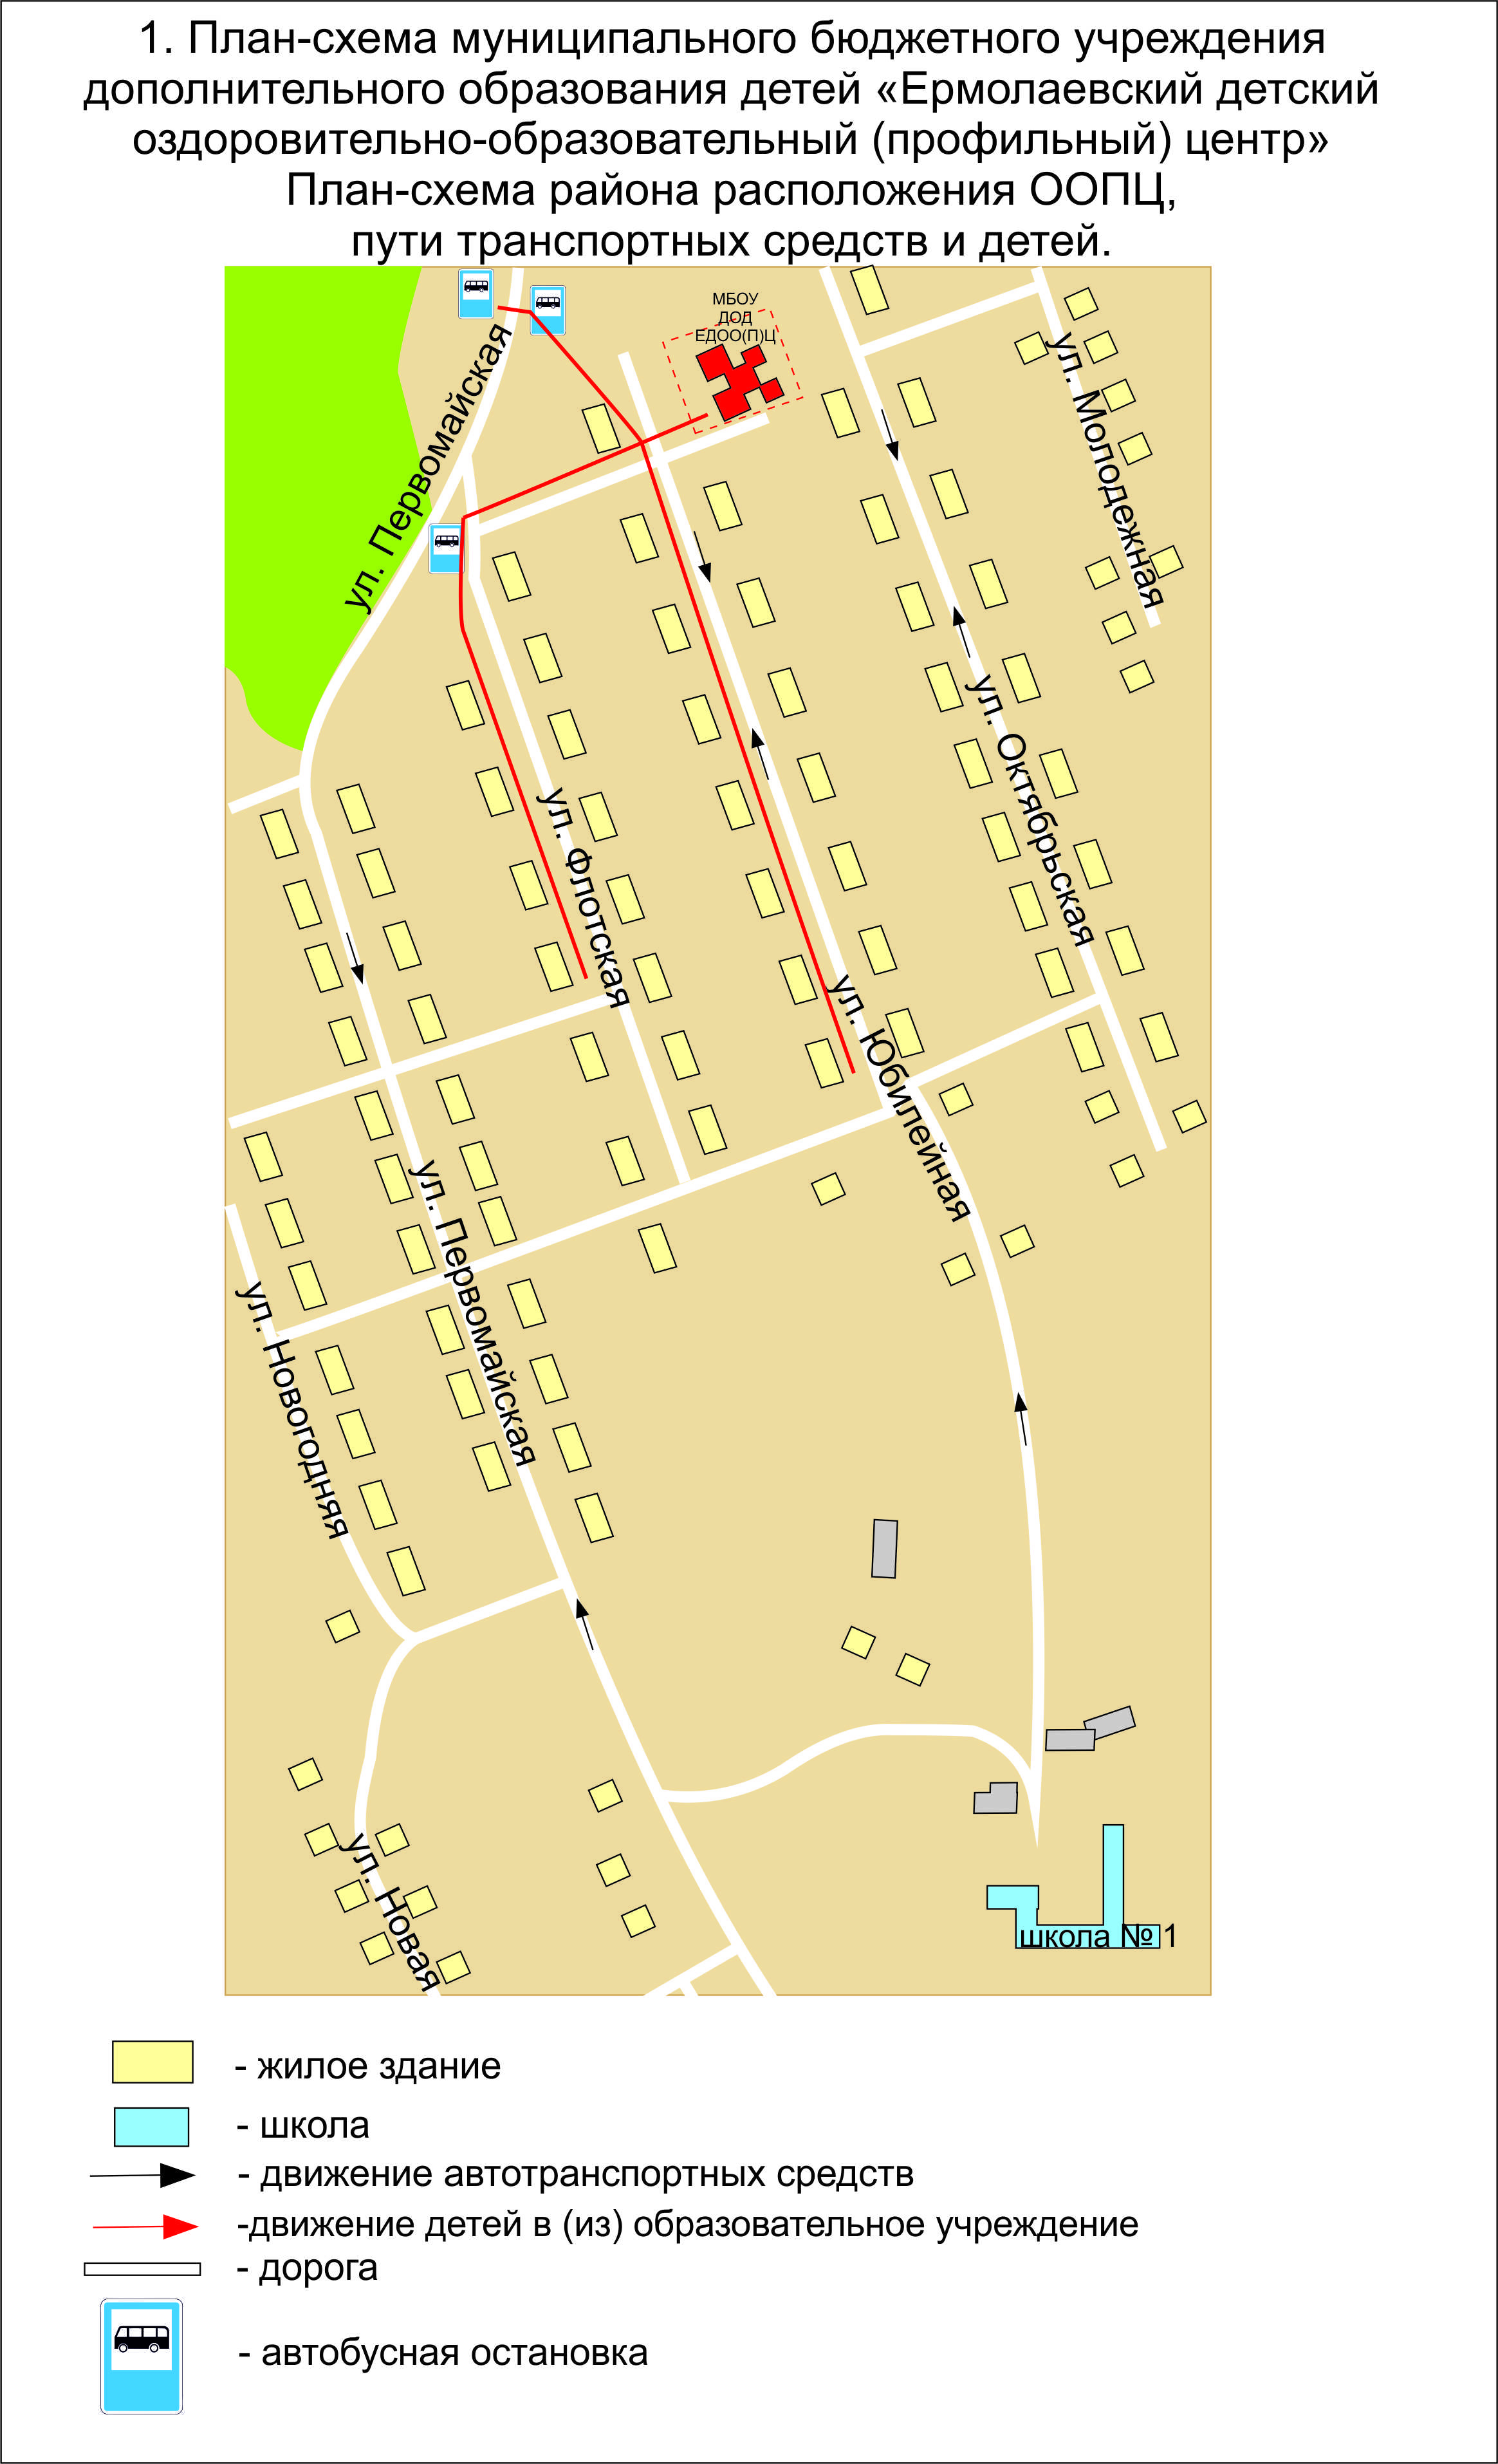 1. План-схема муниципального бюджетного учреждения
дополнительного образования детей «Ермолаевский детский
оздоровительно-образовательный (профильный) центр»
План-схема района расположения ООПЦ,
пути транспортных средств и детей.
МБОУ
ДОД
ЕДОО(П)Ц
ул. Первомайская
ул. Молодежная
ул. Октябрьская
ул. Флотская
ул. Юбилейная
ул. Первомайская
ул. Новогодняя
ул. Новая
школа №1
- жилое здание
- школа
- движение автотранспортных средств
-движение детей в (из) образовательное учреждение
- дорога
- автобусная остановка